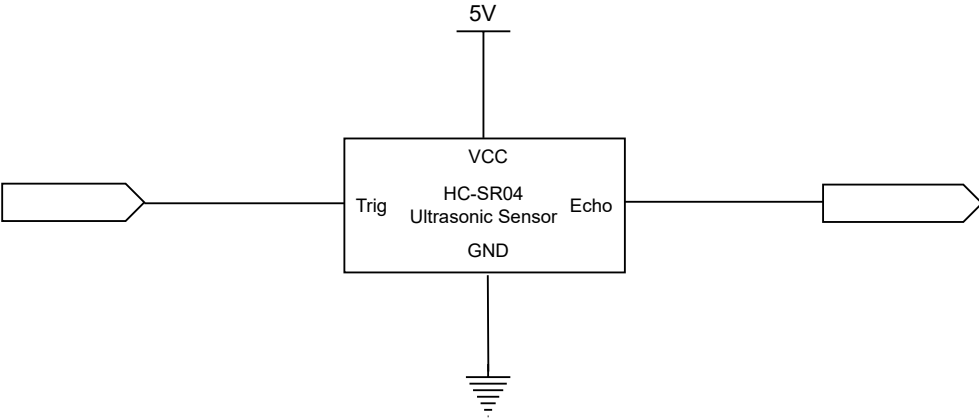 5V
VCC
HC-SR04
Trig
Ultrasonic Sensor
Echo
GND